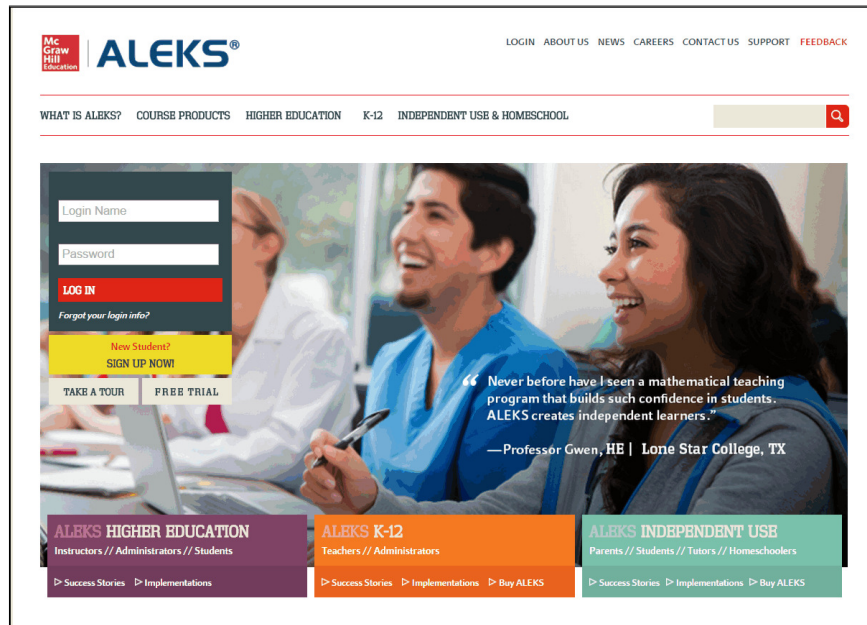 Mc
Graw
Hill
Education
ALEKS®
LOGIN ABOUT US NEWS CAREERS CONTACT US SUPPORT FEEDBACK
WHAT IS ALEKS? COURSE PRODUCTS HIGHER EDUCATION K-12 INDEPENDENT USE & HOMESCHOOL
Login Name
Password
LOG IN
Forgot your login info?
New Student?
SIGN UP NOW!
TAKE A TOUR FREE TRIAL
“ Never before have I seen a mathematical teaching
program that builds such confidence in students.
ALEKS creates independent learners.”
—Professor Gwen, HE | Lone Star College, TX
ALEKS HIGHER EDUCATION
Instructors // Administrators // Students
▷ Success Stories ▷ Implementations
ALEKS K-12
Teachers // Administrators
▷ Success Stories ▷ Implementations ▷ Buy ALEKS
ALEKS INDEPENDENT USE
Parents // Students // Tutors // Homeschoolers
▷ Success Stories ▷ Implementations ▷ Buy ALEKS